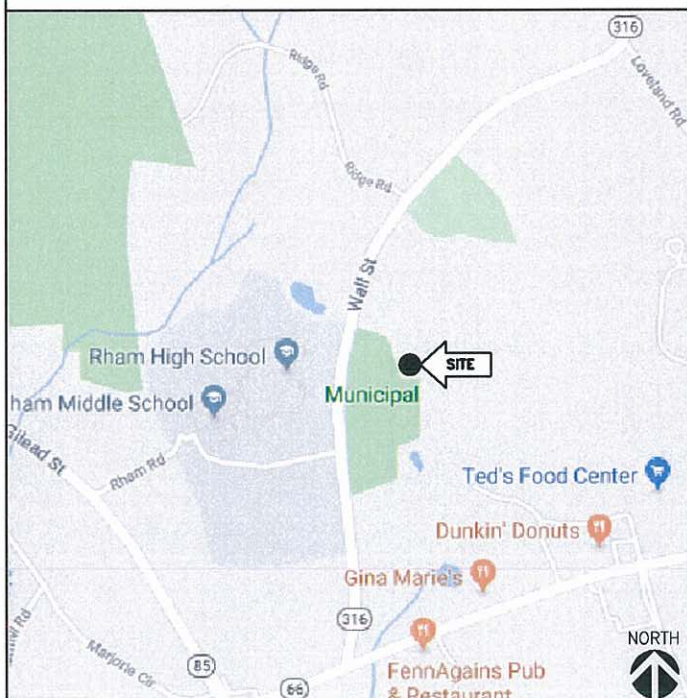 316
Loveland Rd
Ridge Rd
Ridge Rd
Wall St
Rham High School
SITE
Municipal
ham Middle School
Gilead St
Rham Rd
Ted's Food Center
Dunkin' Donuts
Gina Marie's
316
Marjorie Cir
85
66
FennAgains Pub
& Restaurant
NORTH